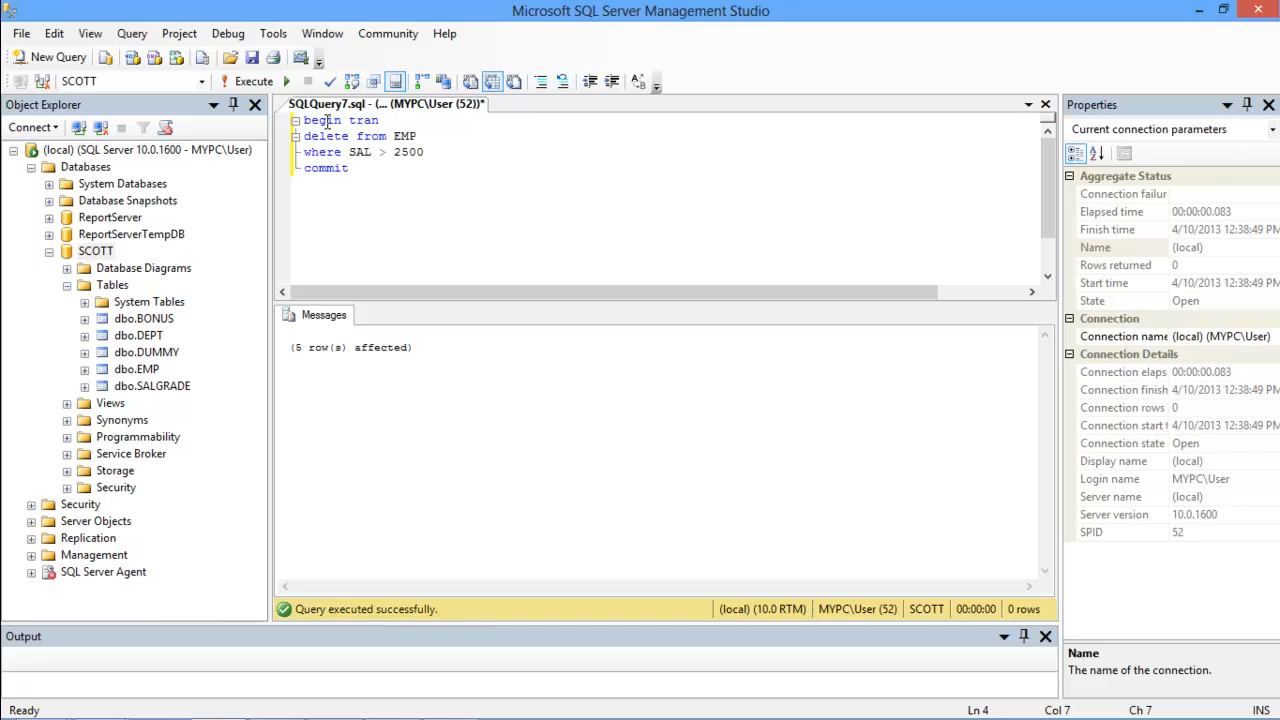 Microsoft SQL Server Management Studio
File Edit View Query Project Debug Tools Window Community Help
New Query
SCOTT Execute
Object Explorer
Connect
(local) (SQL Server 10.0.1600 - MYPC\User)
Databases
System Databases
Database Snapshots
ReportServer
ReportServerTempDB
SCOTT
Database Diagrams
Tables
System Tables
dbo.BONUS
dbo.DEPT
dbo.DUMMY
dbo.EMP
dbo.SALGRADE
Views
Synonyms
Programmability
Service Broker
Storage
Security
Security
Server Objects
Replication
Management
SQL Server Agent
SQLQuery7.sql - (... (MYPC\User (52))*
begin tran
delete from EMP
where SAL > 2500
commit
Messages
(5 row(s) affected)
Query executed successfully. (local) (10.0 RTM) MYPC\User (52) SCOTT 00:00:00 0 rows
Properties
Current connection parameters
Aggregate Status
Connection failur
Elapsed time 00:00:00.083
Finish time 4/10/2013 12:38:49 PM
Name (local)
Rows returned 0
Start time 4/10/2013 12:38:49 PM
State Open
Connection
Connection name (local) (MYPC\User)
Connection Details
Connection elaps 00:00:00.083
Connection finish 4/10/2013 12:38:49 PM
Connection rows 0
Connection start t 4/10/2013 12:38:49 PM
Connection state Open
Display name (local)
Login name MYPC\User
Server name (local)
Server version 10.0.1600
SPID 52
Name
The name of the connection.
Output
Ready Ln 4 Col 7 Ch 7 INS